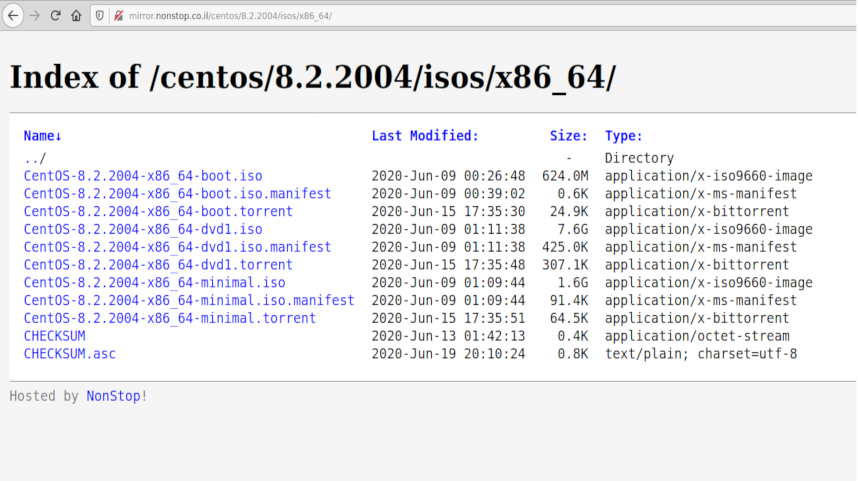 mirror.nonstop.co.il/centos/8.2.2004/isos/x86_64/
Index of /centos/8.2.2004/isos/x86_64/
Name↓ Last Modified: Size: Type:
../ - Directory
CentOS-8.2.2004-x86_64-boot.iso 2020-Jun-09 00:26:48 624.0M application/x-iso9660-image
CentOS-8.2.2004-x86_64-boot.iso.manifest 2020-Jun-09 00:39:02 0.6K application/x-ms-manifest
CentOS-8.2.2004-x86_64-boot.torrent 2020-Jun-15 17:35:30 24.9K application/x-bittorrent
CentOS-8.2.2004-x86_64-dvd1.iso 2020-Jun-09 01:11:38 7.6G application/x-iso9660-image
CentOS-8.2.2004-x86_64-dvd1.iso.manifest 2020-Jun-09 01:11:38 425.0K application/x-ms-manifest
CentOS-8.2.2004-x86_64-dvd1.torrent 2020-Jun-15 17:35:48 307.1K application/x-bittorrent
CentOS-8.2.2004-x86_64-minimal.iso 2020-Jun-09 01:09:44 1.6G application/x-iso9660-image
CentOS-8.2.2004-x86_64-minimal.iso.manifest 2020-Jun-09 01:09:44 91.4K application/x-ms-manifest
CentOS-8.2.2004-x86_64-minimal.torrent 2020-Jun-15 17:35:51 64.5K application/x-bittorrent
CHECKSUM 2020-Jun-13 01:42:13 0.4K application/octet-stream
CHECKSUM.asc 2020-Jun-19 20:10:24 0.8K text/plain; charset=utf-8
Hosted by NonStop!